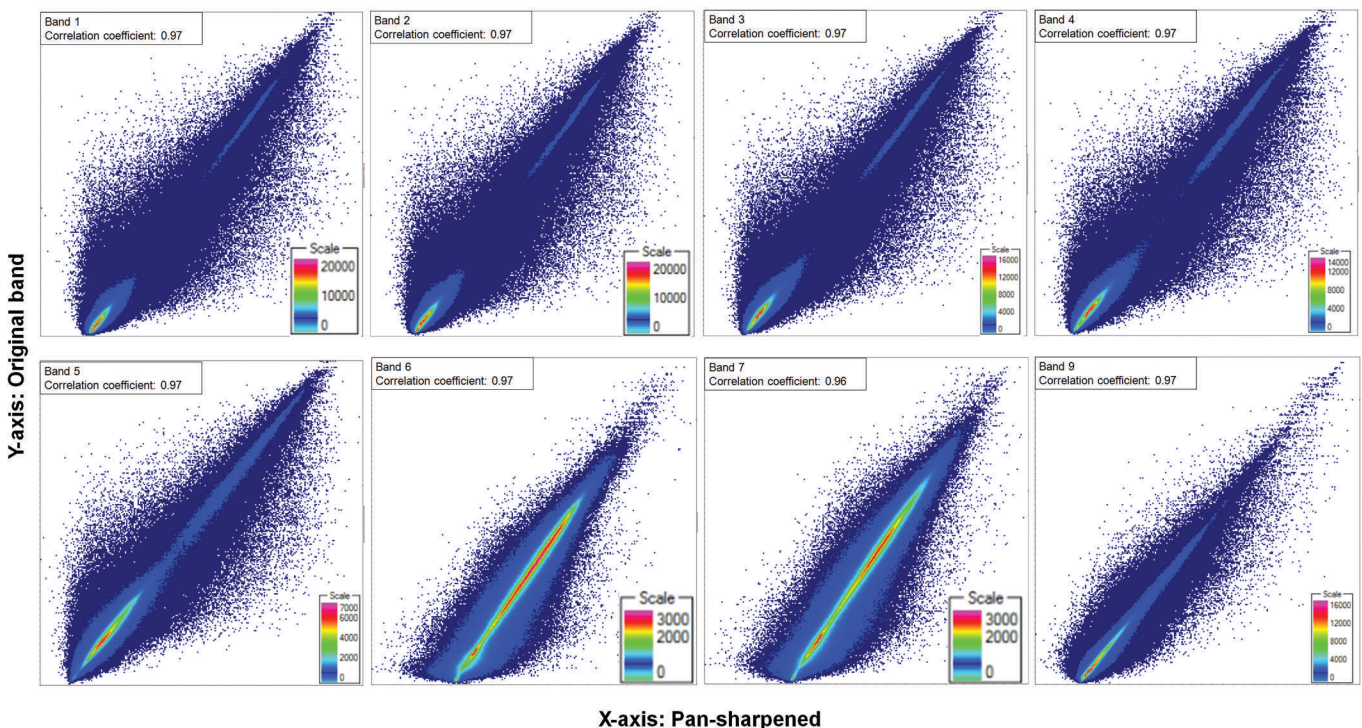 Band 1
Correlation coefficient: 0.97
Scale
20000
10000
0
Band 2
Correlation coefficient: 0.97
Scale
20000
10000
0
Band 3
Correlation coefficient: 0.97
Scale
16000
12000
8000
4000
0
Band 4
Correlation coefficient: 0.97
Scale
14000
12000
8000
4000
0
Band 5
Correlation coefficient: 0.97
Scale
7000
6000
4000
2000
0
Band 6
Correlation coefficient: 0.97
Scale
3000
2000
0
Band 7
Correlation coefficient: 0.96
Scale
3000
2000
0
Band 9
Correlation coefficient: 0.97
Scale
16000
12000
8000
4000
0
Y-axis: Original band
X-axis: Pan-sharpened